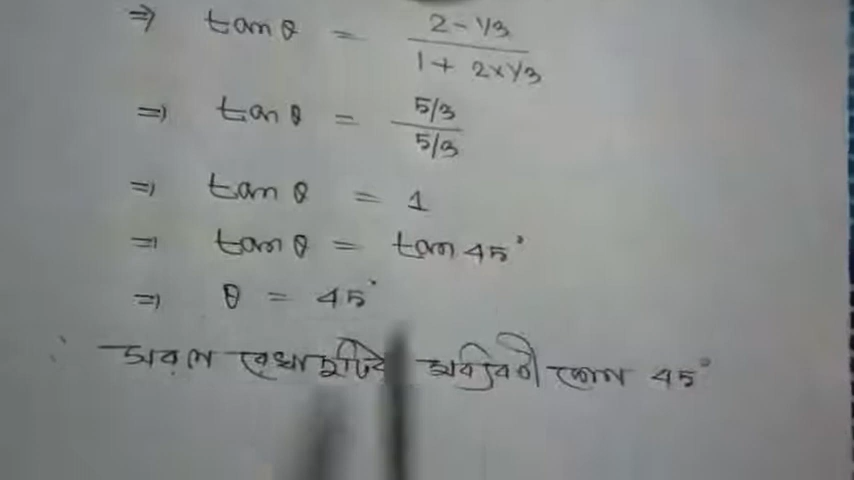 ⇒ tan θ = (2 - 1/3) / (1 + 2×1/3)
⇒ tan θ = (5/3) / (5/3)
⇒ tan θ = 1
⇒ tan θ = tan 45°
⇒ θ = 45°
∴ সরল রেখা দুটির অন্তর্বর্তী কোণ 45°